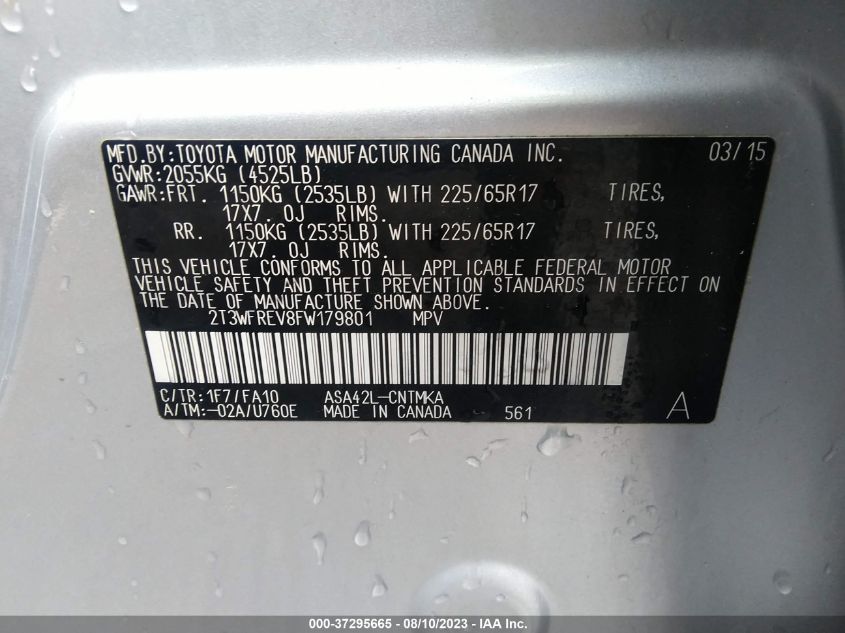 MFD.BY:TOYOTA MOTOR MANUFACTURING CANADA INC. 03/15
GVWR:2055KG (4525LB)
GAWR:FRT. 1150KG (2535LB) WITH 225/65R17 TIRES,
17X7.0J RIMS.
RR. 1150KG (2535LB) WITH 225/65R17 TIRES,
17X7.0J RIMS.
THIS VEHICLE CONFORMS TO ALL APPLICABLE FEDERAL MOTOR
VEHICLE SAFETY AND THEFT PREVENTION STANDARDS IN EFFECT ON
THE DATE OF MANUFACTURE SHOWN ABOVE.
2T3WFREV8FW179801 MPV
C/TR:1F7/FA10 ASA42L-CNTMKA
A/TM:-02A/U760E MADE IN CANADA 561 A
000-37295665 - 08/10/2023 - IAA Inc.